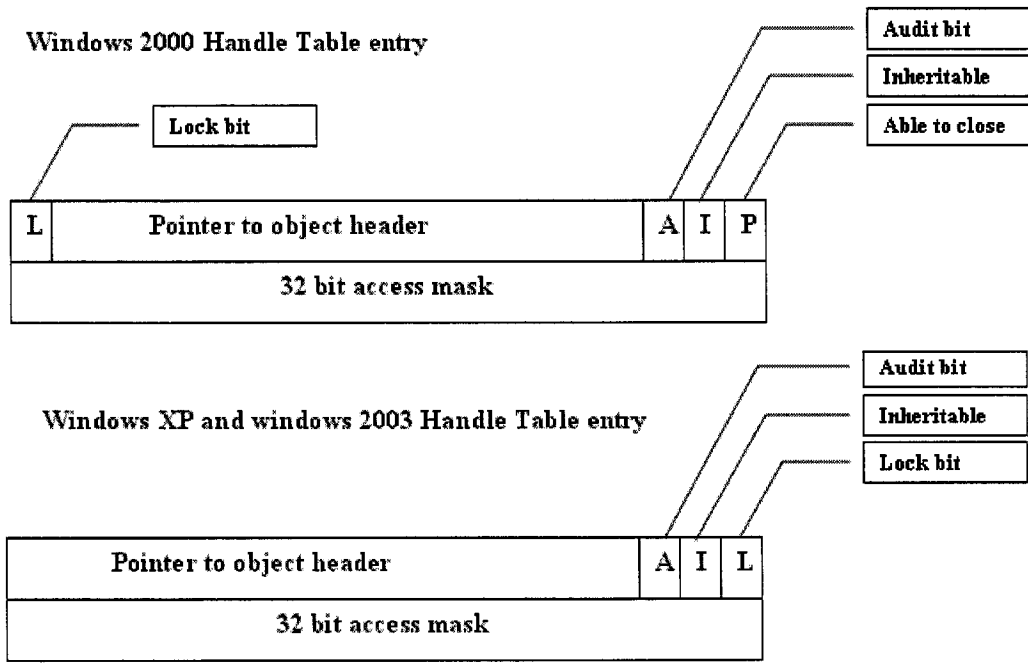 Audit bit
Windows 2000 Handle Table entry
Inheritable
Lock bit
Able to close
L Pointer to object header A I P
32 bit access mask
Audit bit
Windows XP and windows 2003 Handle Table entry
Inheritable
Lock bit
Pointer to object header A I L
32 bit access mask